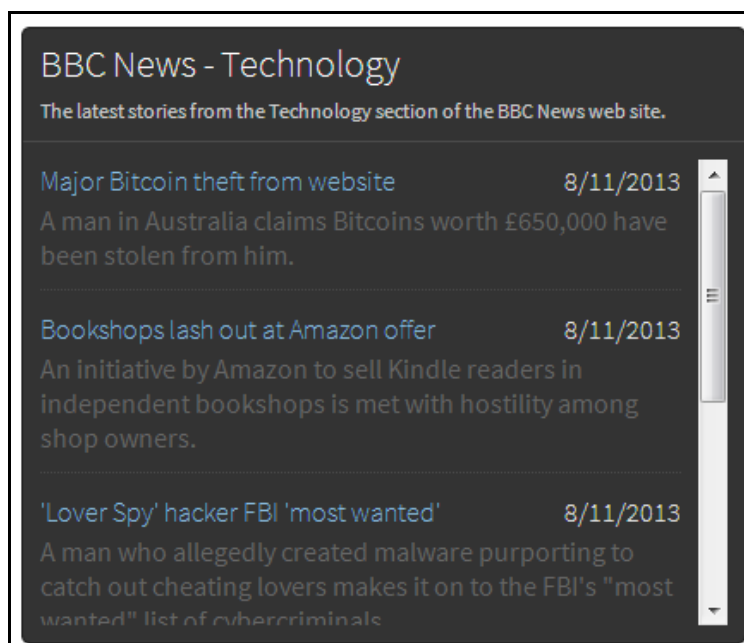 BBC News - Technology
The latest stories from the Technology section of the BBC News web site.
Major Bitcoin theft from website 8/11/2013
A man in Australia claims Bitcoins worth £650,000 have
been stolen from him.
Bookshops lash out at Amazon offer 8/11/2013
An initiative by Amazon to sell Kindle readers in
independent bookshops is met with hostility among
shop owners.
'Lover Spy' hacker FBI 'most wanted' 8/11/2013
A man who allegedly created malware purporting to
catch out cheating lovers makes it on to the FBI's "most
wanted" list of cybercriminals